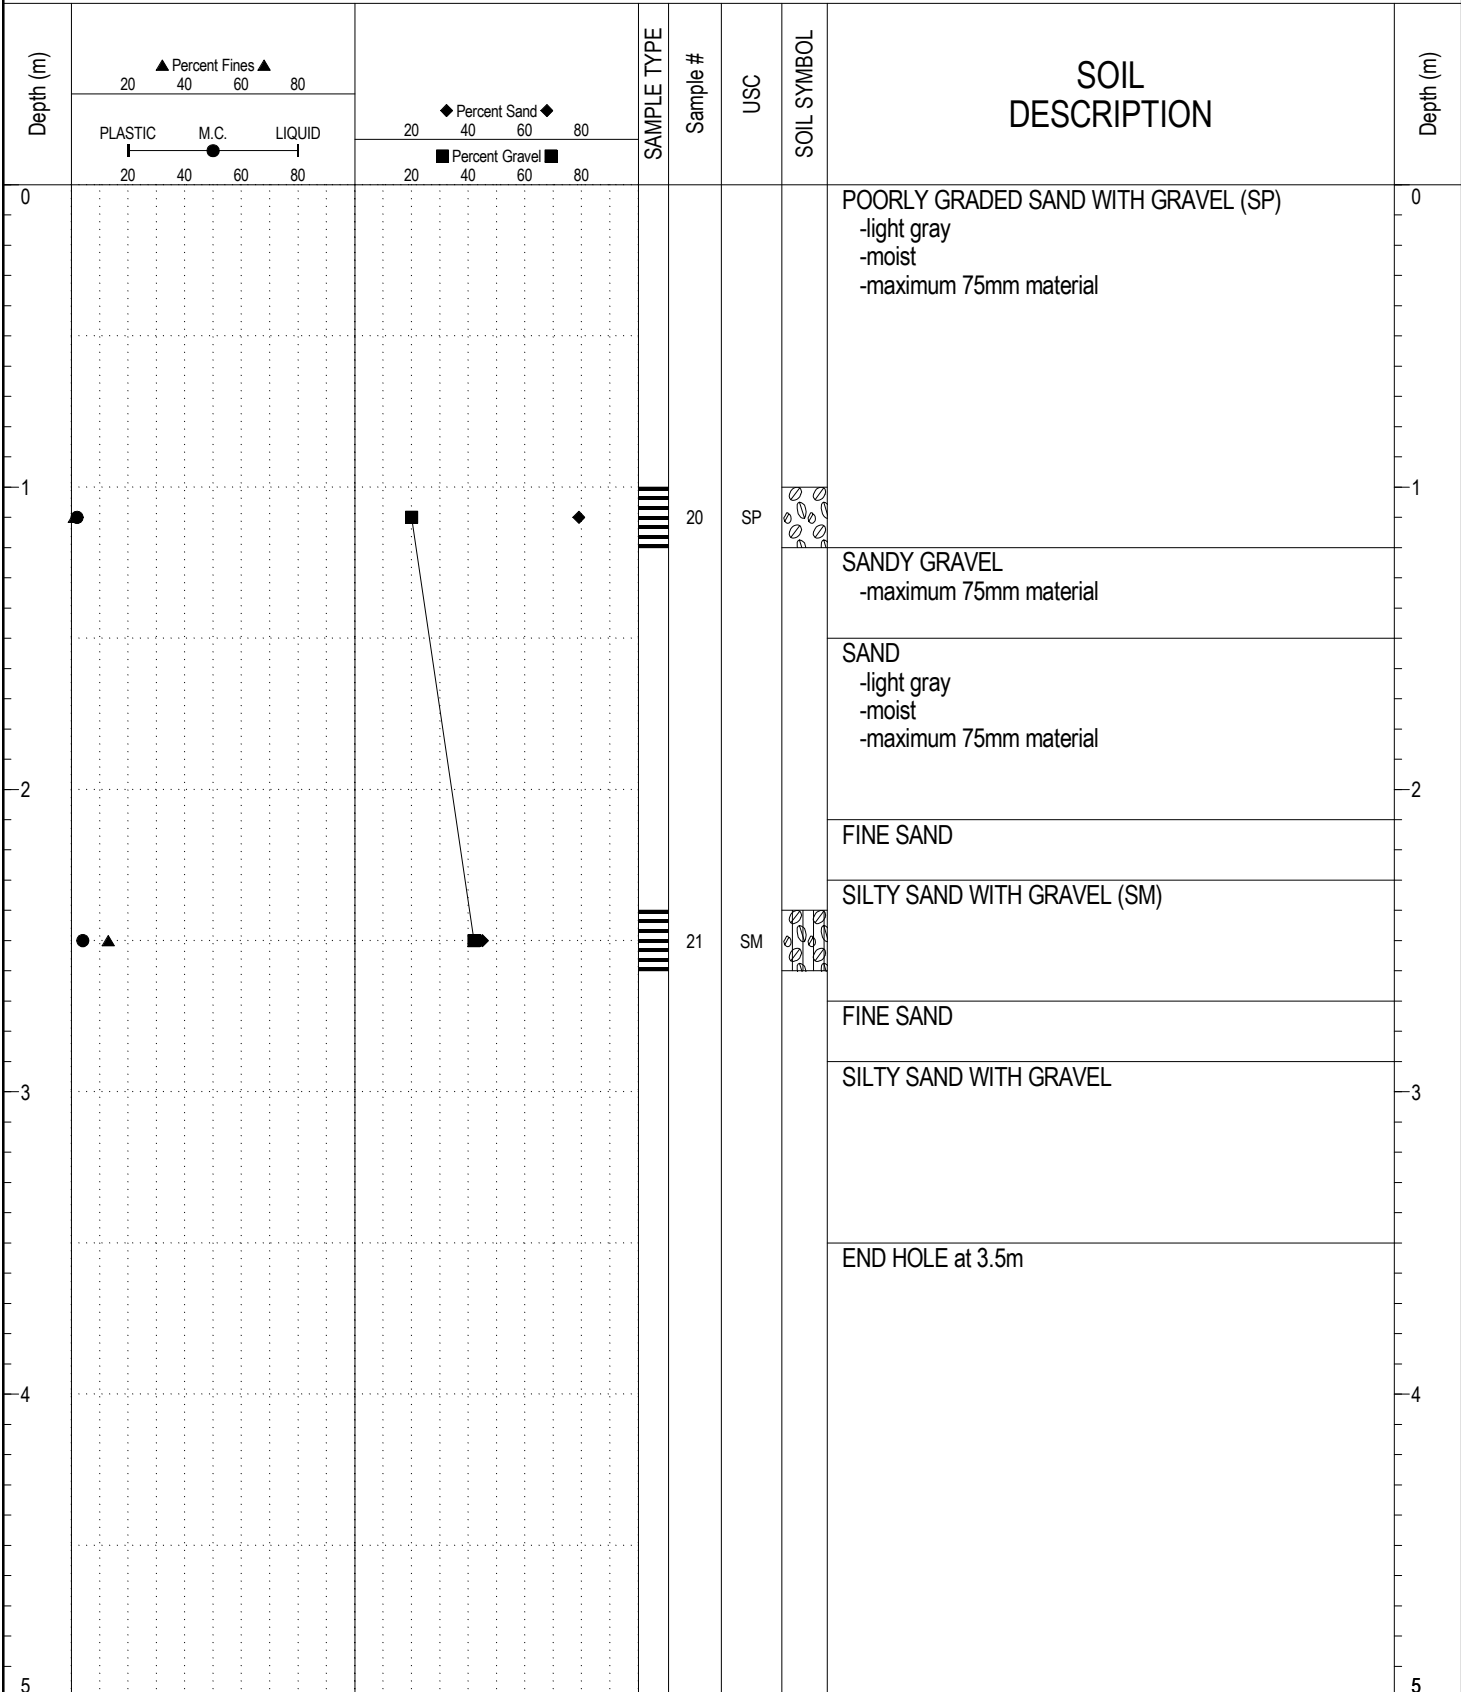 Depth (m)
▲ Percent Fines ▲
20 40 60 80
PLASTIC M.C. LIQUID
20 40 60 80
◆ Percent Sand ◆
20 40 60 80
■ Percent Gravel ■
20 40 60 80
SAMPLE TYPE
Sample #
USC
SOIL SYMBOL
SOIL
DESCRIPTION
Depth (m)
0
POORLY GRADED SAND WITH GRAVEL (SP)
-light gray
-moist
-maximum 75mm material
0
1
1
20 SP
SANDY GRAVEL
-maximum 75mm material
SAND
-light gray
-moist
-maximum 75mm material
2
2
FINE SAND
SILTY SAND WITH GRAVEL (SM)
21 SM
FINE SAND
SILTY SAND WITH GRAVEL
3
3
END HOLE at 3.5m
4
4
5
5